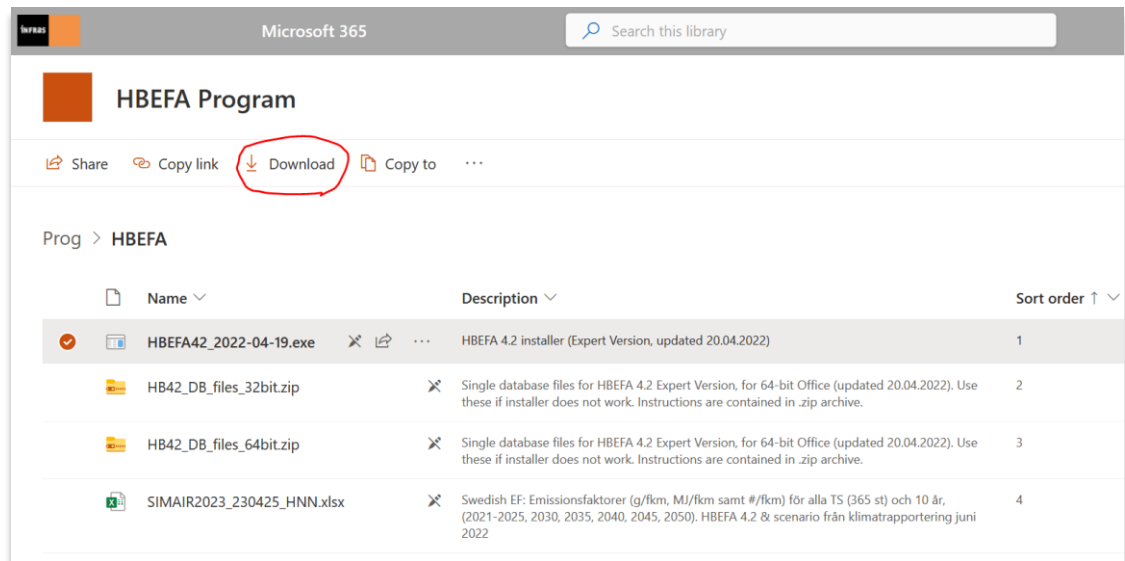 INFRAS
Microsoft 365
Search this library
HBEFA Program
Share Copy link Download Copy to ...
Prog > HBEFA
Name Description Sort order ↑
HBEFA42_2022-04-19.exe ... HBEFA 4.2 installer (Expert Version, updated 20.04.2022) 1
HB42_DB_files_32bit.zip Single database files for HBEFA 4.2 Expert Version, for 64-bit Office (updated 20.04.2022). Use 2
these if installer does not work. Instructions are contained in .zip archive.
HB42_DB_files_64bit.zip Single database files for HBEFA 4.2 Expert Version, for 64-bit Office (updated 20.04.2022). Use 3
these if installer does not work. Instructions are contained in .zip archive.
SIMAIR2023_230425_HNN.xlsx Swedish EF: Emissionsfaktorer (g/fkm, MJ/fkm samt #/fkm) för alla TS (365 st) och 10 år, 4
(2021-2025, 2030, 2035, 2040, 2045, 2050). HBEFA 4.2 & scenario från klimatrapportering juni
2022